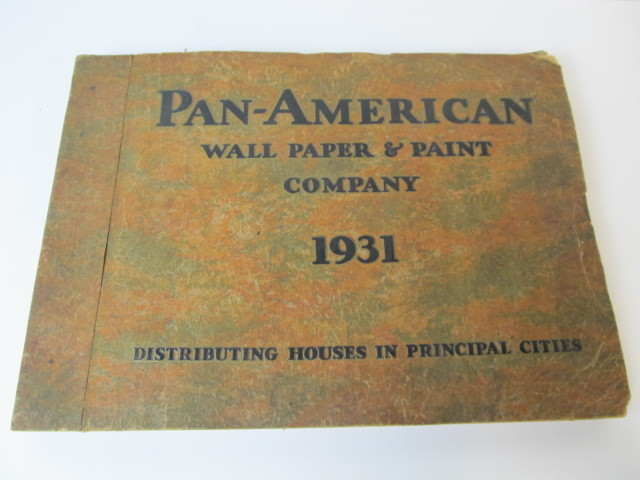 PAN-AMERICAN
WALL PAPER & PAINT
COMPANY
1931
DISTRIBUTING HOUSES IN PRINCIPAL CITIES